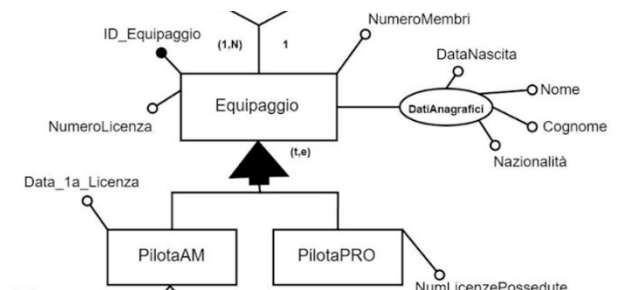 NumeroMembri
ID_Equipaggio
(1,N)
1
DataNascita
Nome
Equipaggio
DatiAnagrafici
NumeroLicenza
Cognome
(t,e)
Nazionalità
Data_1a_Licenza
PilotaAM
PilotaPRO
NumLicenzePossedute